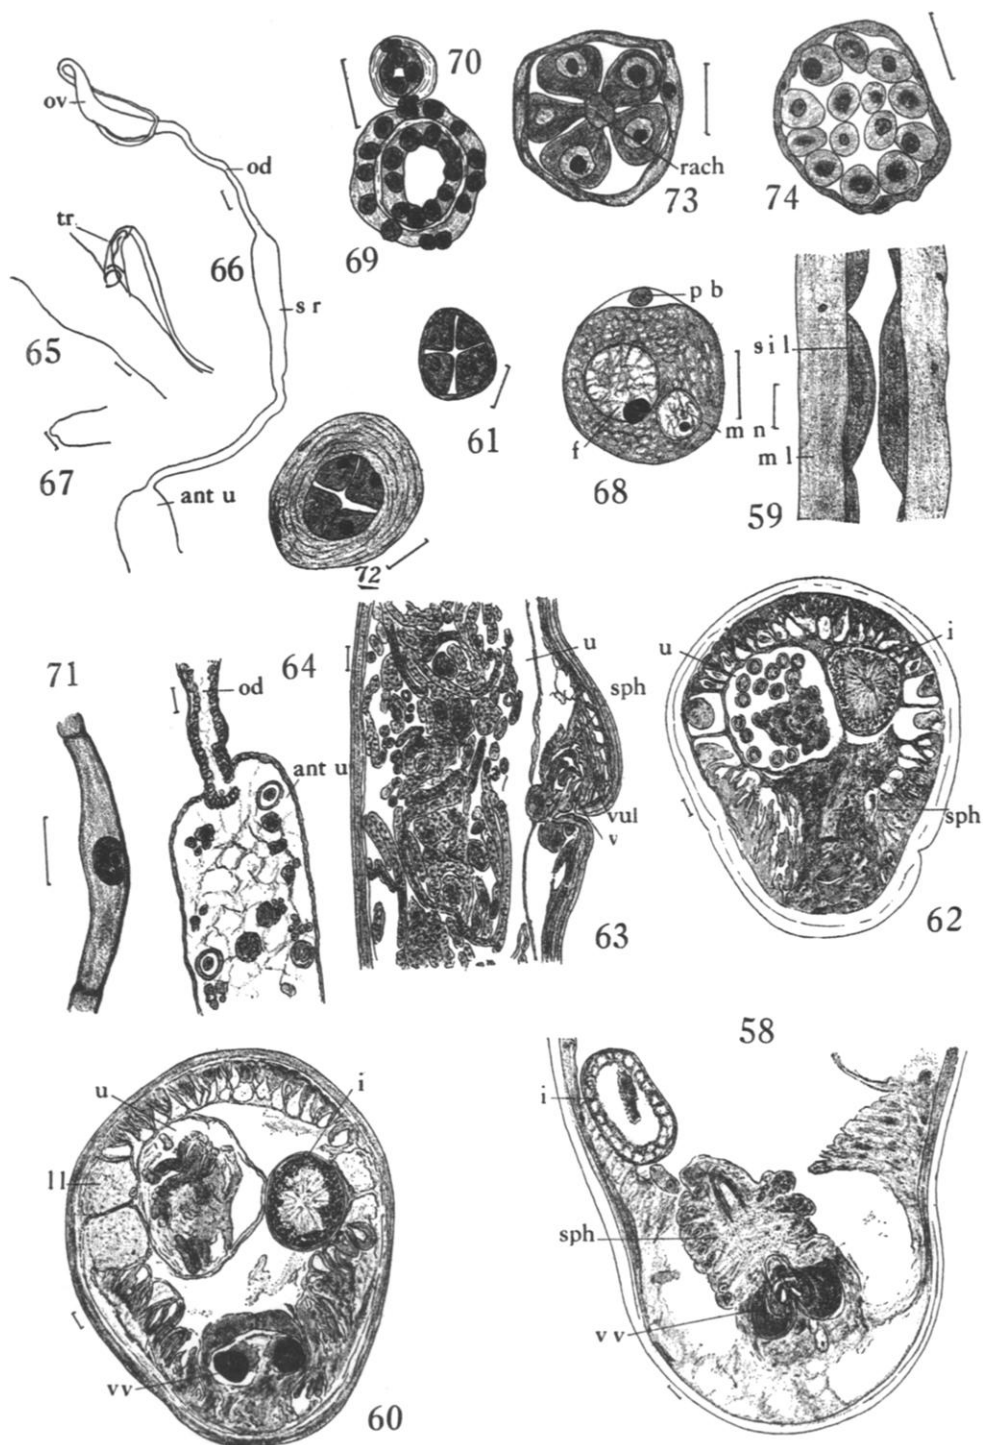 70
73
74
ov
od
rach
tr.
66
69
p b
s r
65
s i l
61
f
m n
67
68
m l
59
ant u
72
71
64
u
od
sph
u
i
ant u
vul
v
sph
63
62
58
u
i
i
ll
sph
v v
vv
60